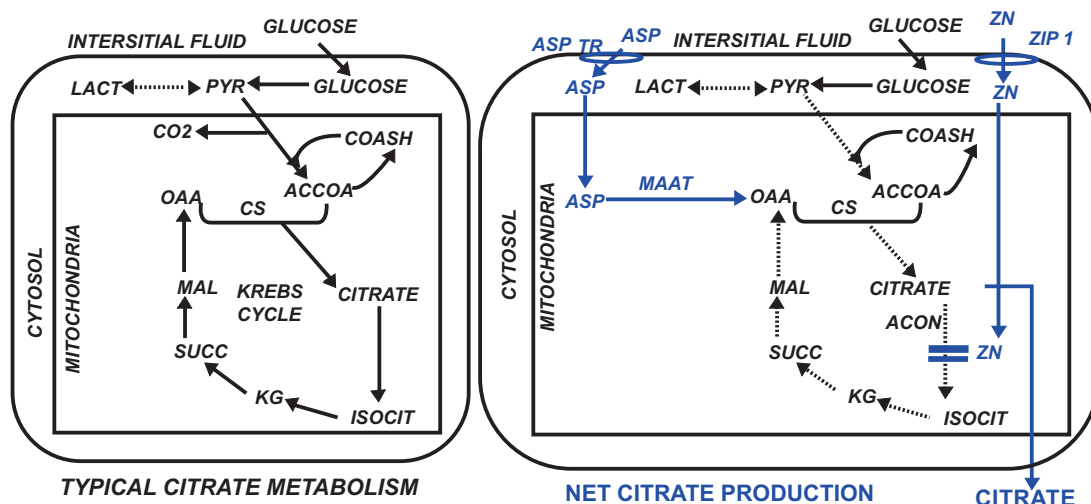 GLUCOSE
INTERSITIAL FLUID
LACT
PYR
GLUCOSE
CO2
COASH
ACCOA
OAA
CS
MAL
KREBS
CYCLE
CITRATE
SUCC
KG
ISOCIT
CYTOSOL
MITOCHONDRIA
TYPICAL CITRATE METABOLISM
ZN
GLUCOSE
ASP TR
ASP
INTERSITIAL FLUID
ZIP 1
ASP
LACT
PYR
GLUCOSE
ZN
COASH
ASP
MAAT
OAA
ACCOA
CS
MAL
CITRATE
ACON
SUCC
ZN
KG
ISOCIT
CYTOSOL
MITOCHONDRIA
NET CITRATE PRODUCTION
CITRATE